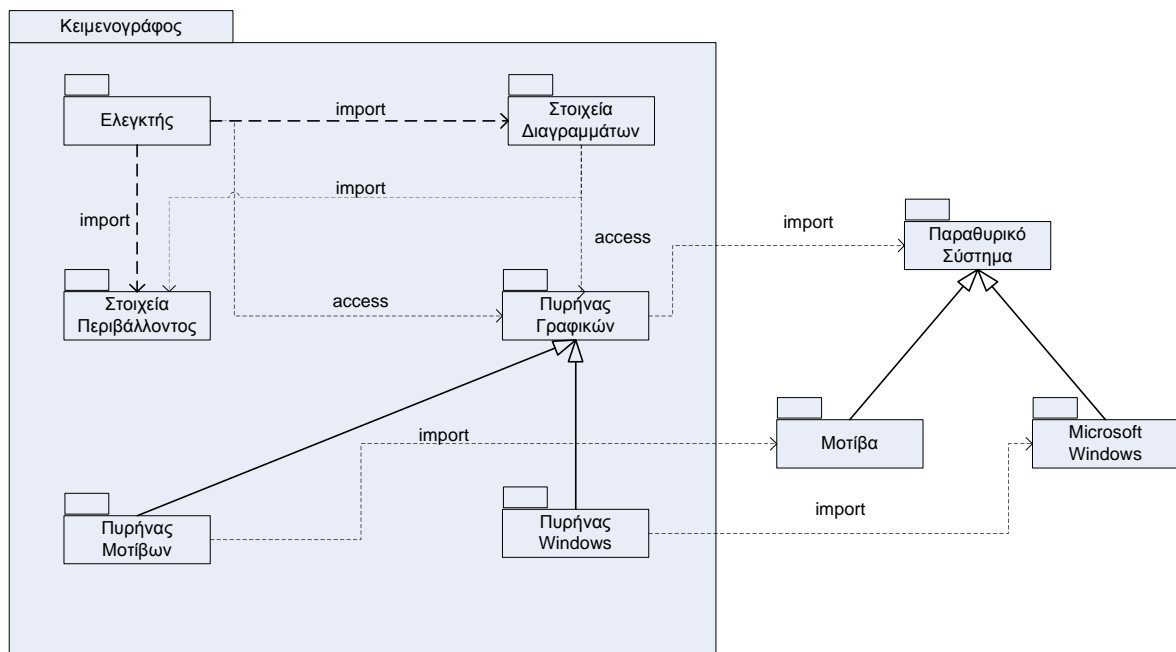 Κειμενογράφος
Ελεγκτής
import
Στοιχεία
Διαγραμμάτων
import
import
access
import
Παραθυρικό
Σύστημα
Στοιχεία
Περιβάλλοντος
access
Πυρήνας
Γραφικών
import
Μοτίβα
Microsoft
Windows
import
Πυρήνας
Μοτίβων
Πυρήνας
Windows